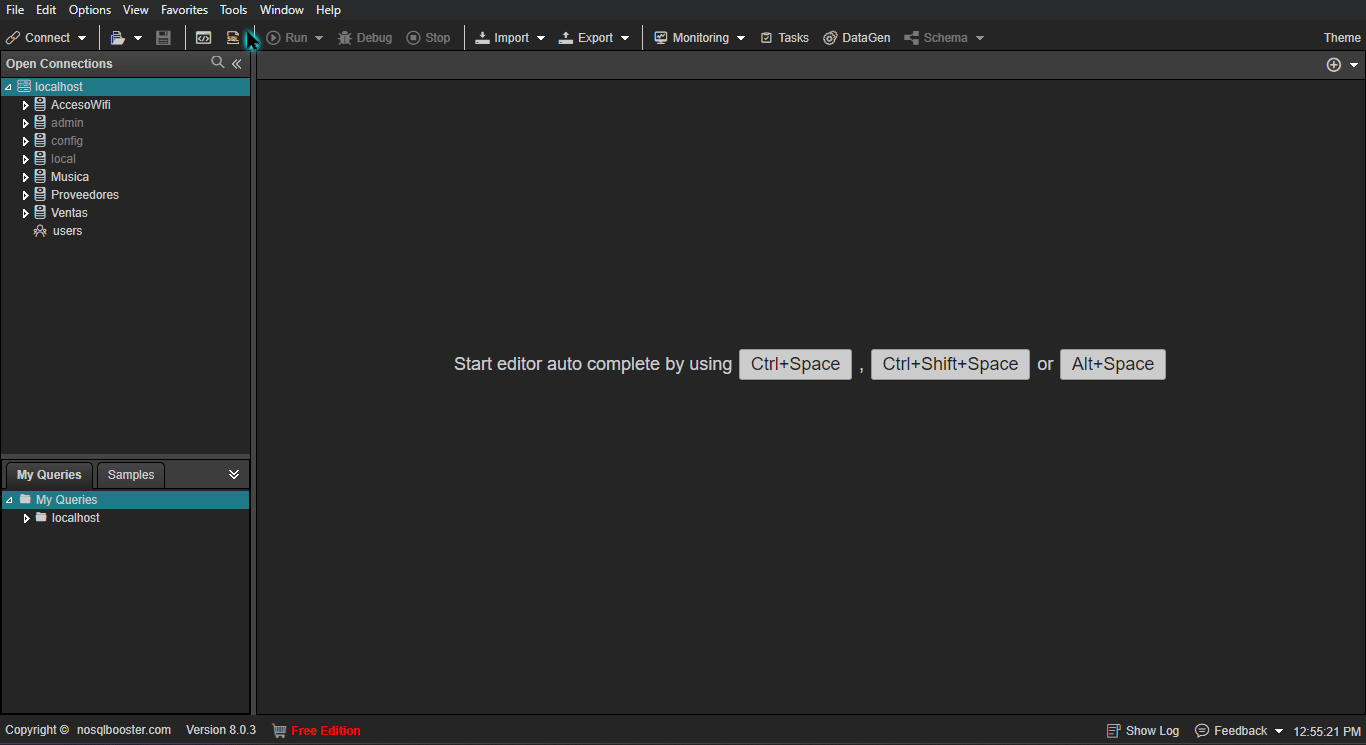 File Edit Options View Favorites Tools Window Help
Connect SQL Run Debug Stop Import Export Monitoring Tasks DataGen Schema Theme
Open Connections
localhost
AccesoWifi
admin
config
local
Musica
Proveedores
Ventas
users
Start editor auto complete by using Ctrl+Space , Ctrl+Shift+Space or Alt+Space
My Queries Samples
My Queries
localhost
Copyright © nosqlbooster.com Version 8.0.3 Free Edition Show Log Feedback 12:55:21 PM